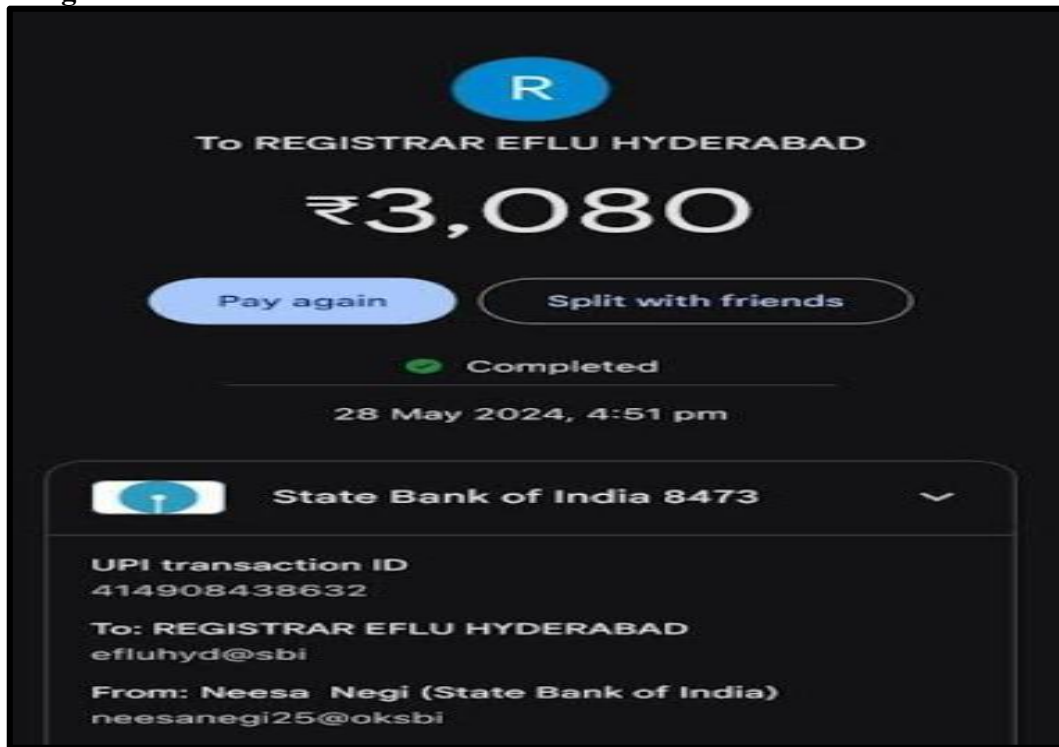 R
To REGISTRAR EFLU HYDERABAD
₹3,080
Pay again
Split with friends
Completed
28 May 2024, 4:51 pm
State Bank of India 8473
UPI transaction ID
414908438632
To: REGISTRAR EFLU HYDERABAD
efluhyd@sbi
From: Neesa Negi (State Bank of India)
neesanegi25@oksbi